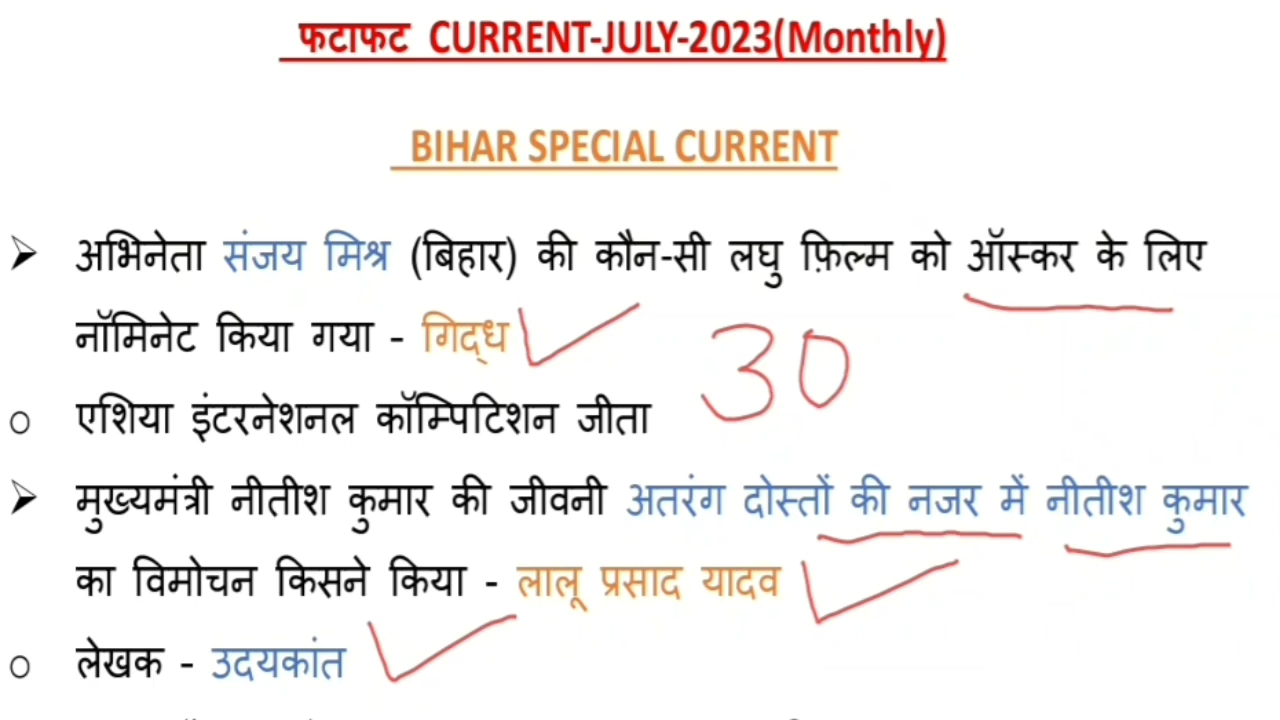 फटाफट CURRENT-JULY-2023(Monthly)
BIHAR SPECIAL CURRENT
➢ अभिनेता संजय मिश्र (बिहार) की कौन-सी लघु फ़िल्म को ऑस्कर के लिए
नॉमिनेट किया गया - गिद्ध
30
o एशिया इंटरनेशनल कॉम्पिटिशन जीता
➢ मुख्यमंत्री नीतीश कुमार की जीवनी अतरंग दोस्तों की नजर में नीतीश कुमार
का विमोचन किसने किया - लालू प्रसाद यादव
o लेखक - उदयकांत